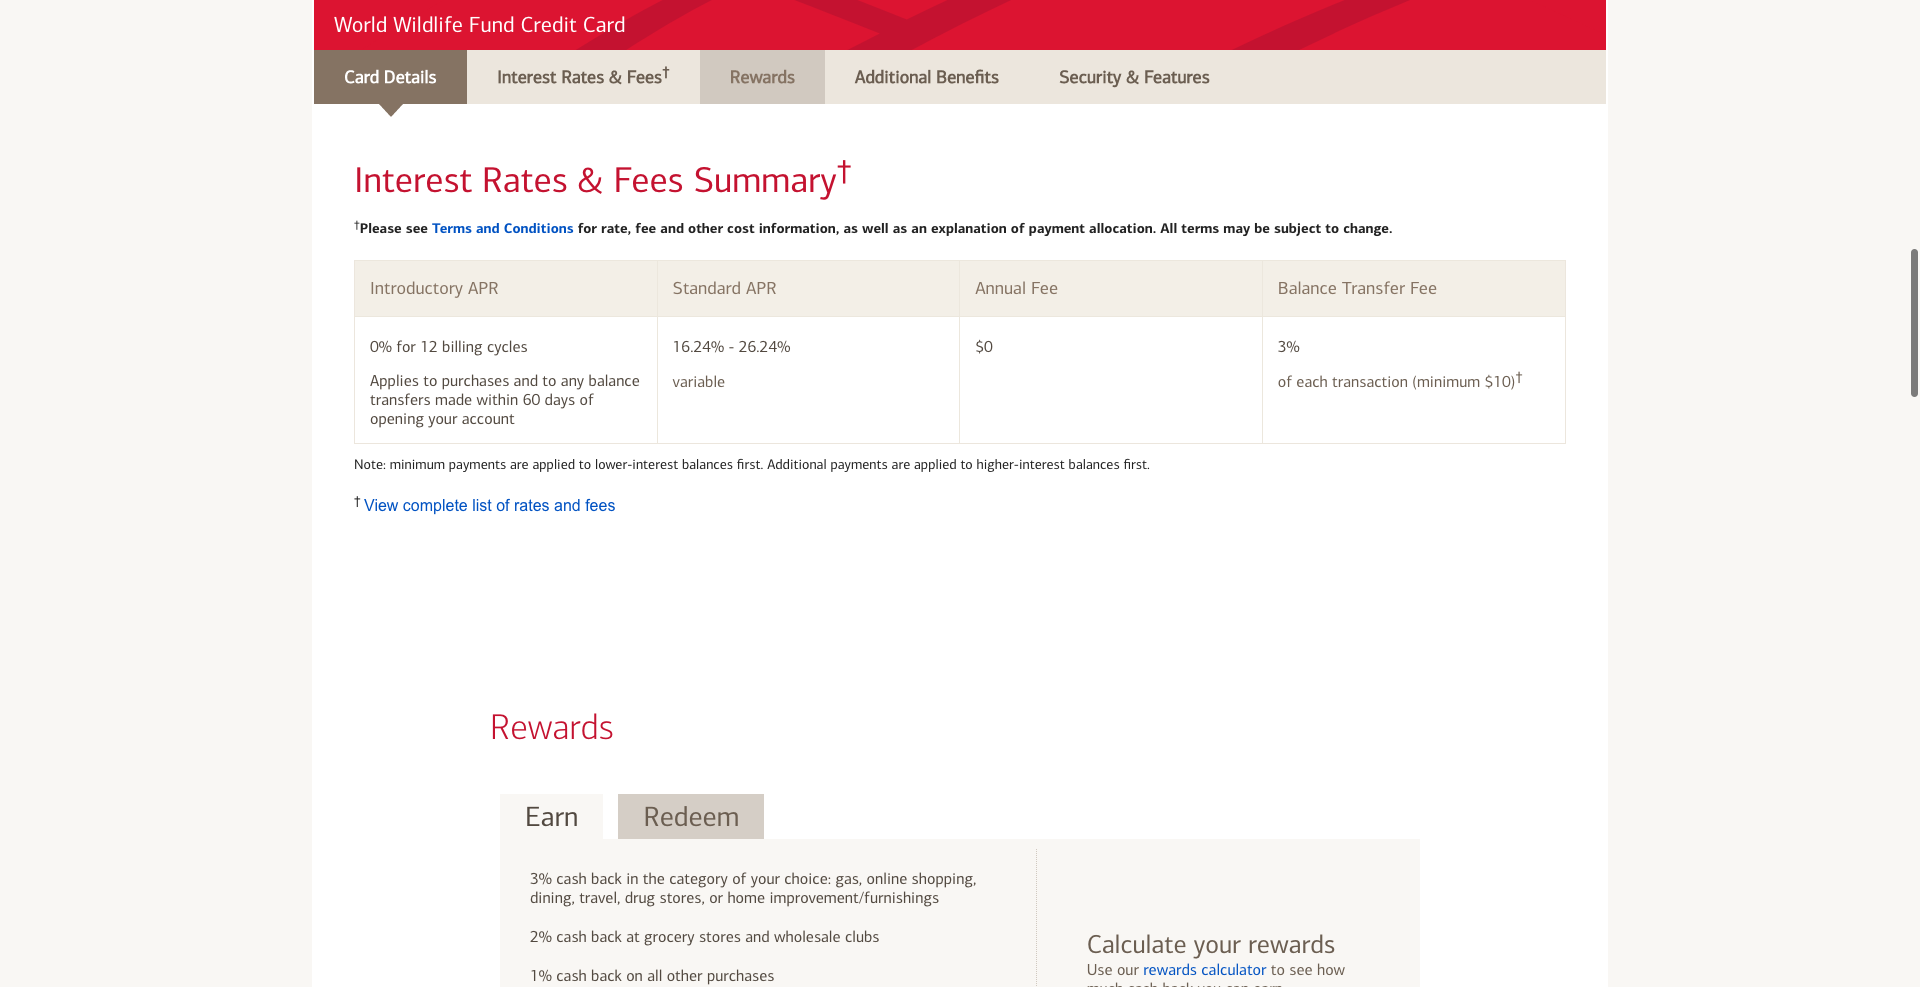 World Wildlife Fund Credit Card
Card Details
Interest Rates & Fees†
Rewards
Additional Benefits
Security & Features
Interest Rates & Fees Summary†
†Please see Terms and Conditions for rate, fee and other cost information, as well as an explanation of payment allocation. All terms may be subject to change.
Introductory APR
Standard APR
Annual Fee
Balance Transfer Fee
0% for 12 billing cycles
Applies to purchases and to any balance
transfers made within 60 days of
opening your account
16.24% - 26.24%
variable
$0
3%
of each transaction (minimum $10)†
Note: minimum payments are applied to lower-interest balances first. Additional payments are applied to higher-interest balances first.
† View complete list of rates and fees
Rewards
Earn
Redeem
3% cash back in the category of your choice: gas, online shopping,
dining, travel, drug stores, or home improvement/furnishings
2% cash back at grocery stores and wholesale clubs
1% cash back on all other purchases
Calculate your rewards
Use our rewards calculator to see how